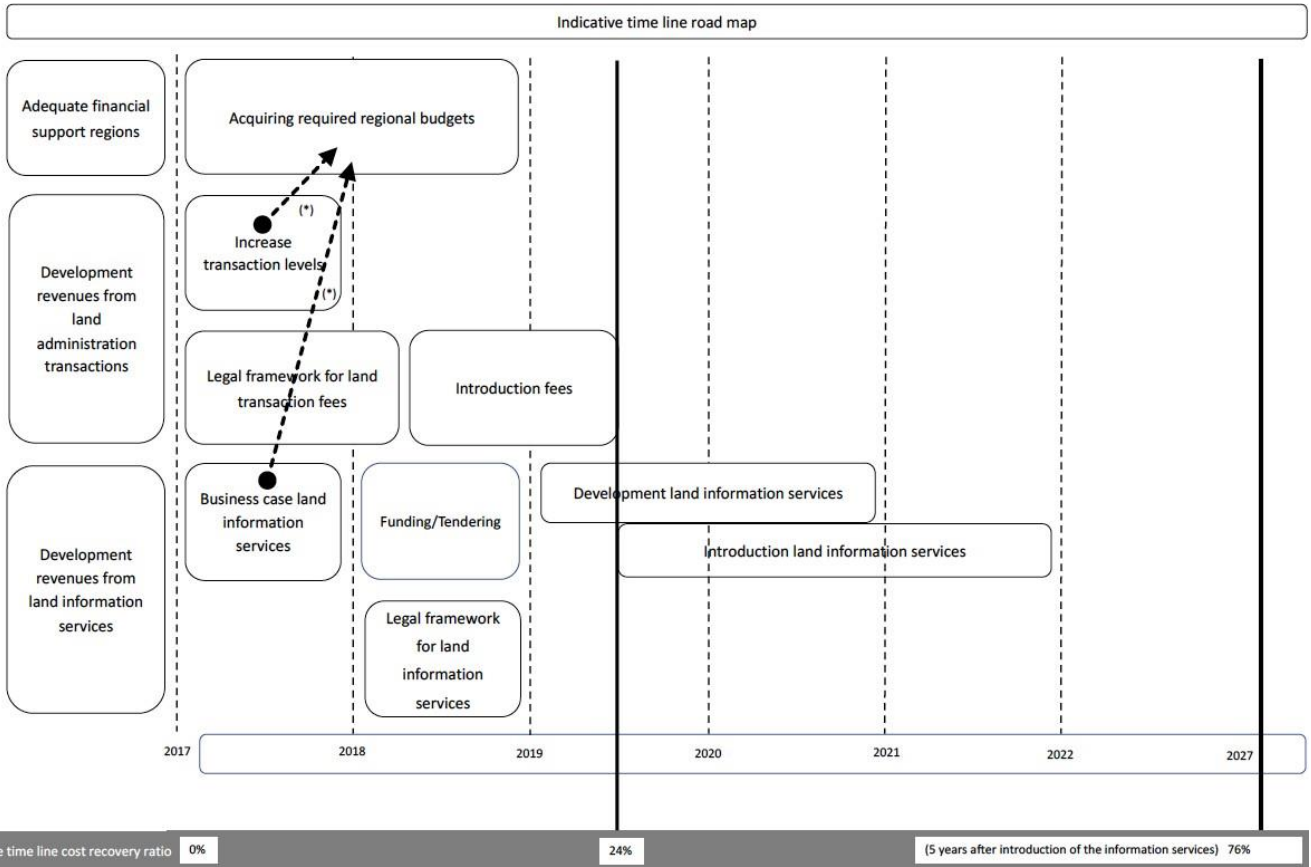 Indicative time line road map
Adequate financial
support regions
Acquiring required regional budgets
Development
revenues from
land
administration
transactions
(*)
Increase
transaction levels
(*)
Legal framework for land
transaction fees
Introduction fees
Development
revenues from
land information
services
Business case land
information
services
Funding/Tendering
Development land information services
Introduction land information services
Legal framework
for land
information
services
2017 2018 2019 2020 2021 2022 2027
time line cost recovery ratio 0% 24% (5 years after introduction of the information services) 76%